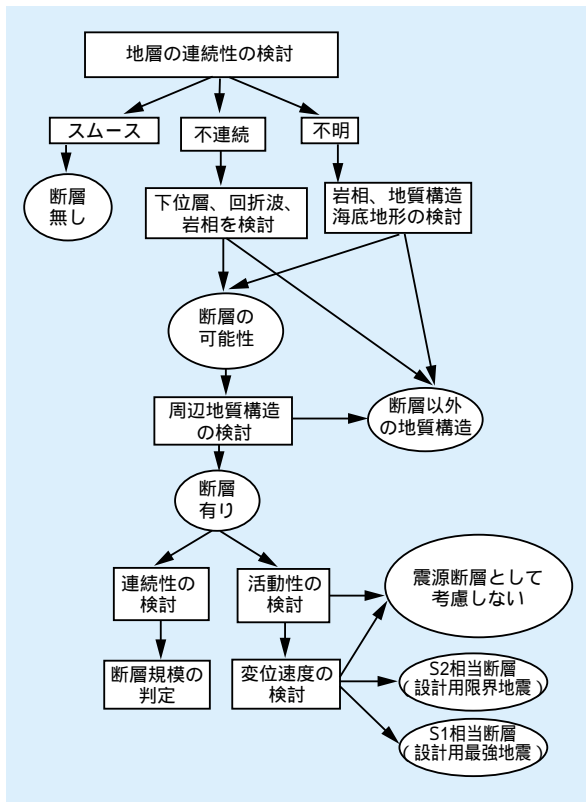 地層の連続性の検討
スムース
不連続
不明
断層
無し
下位層、回折波、
岩相を検討
岩相、地質構造
海底地形の検討
断層の
可能性
周辺地質構造
の検討
断層以外
の地質構造
断層
有り
連続性の
検討
活動性の
検討
震源断層として
考慮しない
断層規模の
判定
変位速度の
検討
S2相当断層
(設計用限界地震)
S1相当断層
(設計用最強地震)